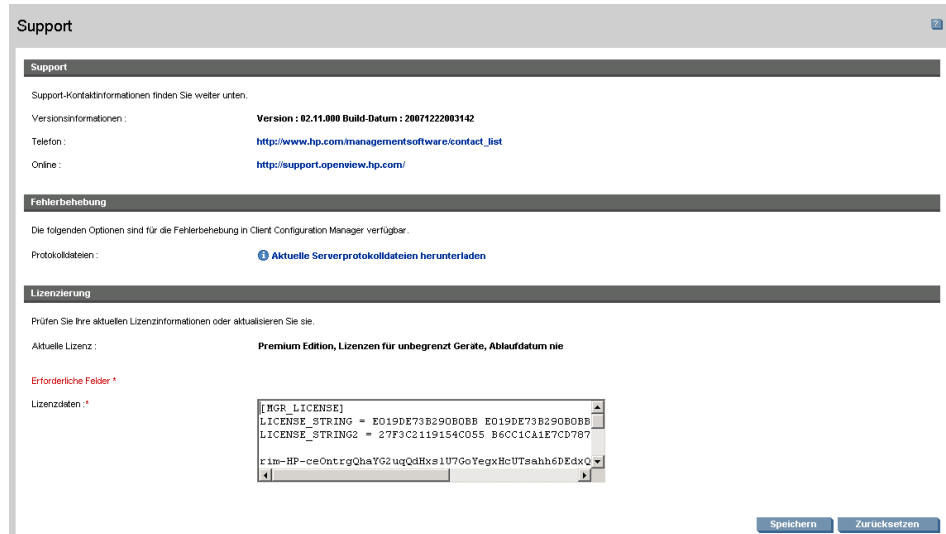 Support
Support
Support-Kontaktinformationen finden Sie weiter unten.
Versionsinformationen : Version : 02.11.000 Build-Datum : 20071222003142
Telefon : http://www.hp.com/managementsoftware/contact_list
Online : http://support.openview.hp.com/
Fehlerbehebung
Die folgenden Optionen sind für die Fehlerbehebung in Client Configuration Manager verfügbar.
Protokolldateien : Aktuelle Serverprotokolldateien herunterladen
Lizenzierung
Prüfen Sie Ihre aktuellen Lizenzinformationen oder aktualisieren Sie sie.
Aktuelle Lizenz : Premium Edition, Lizenzen für unbegrenzt Geräte, Ablaufdatum nie
Erforderliche Felder *
Lizenzdaten :*
[MGR_LICENSE]
LICENSE_STRING = E019DE73B290B0BB E019DE73B290B0BB
LICENSE_STRING2 = 27F3C2119154C055 B6CC1CA1E7CD787
rim-HP-ceOntrgQhaYG2uqQdHxslU7GoYegxHcUTsahh6DEdxQ
Speichern Zurücksetzen